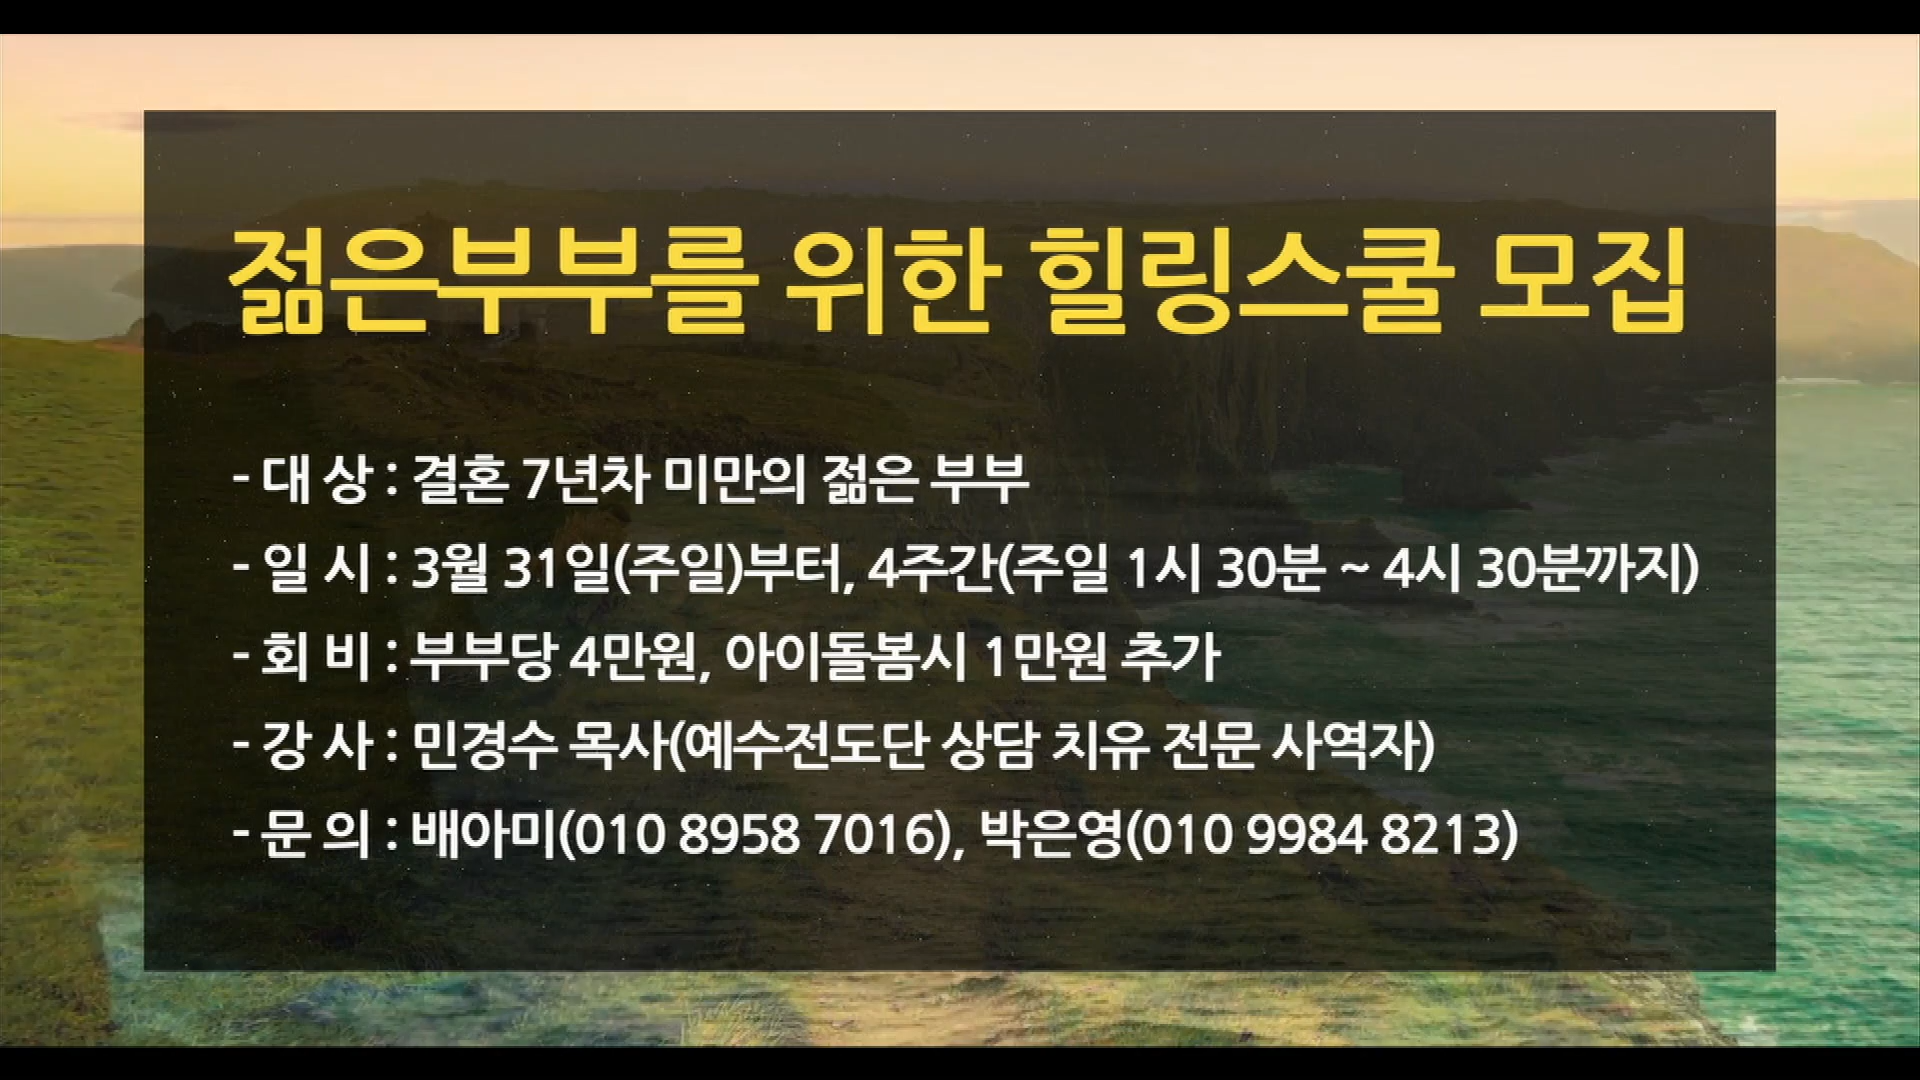 젊은부부를 위한 힐링스쿨 모집
- 대 상 : 결혼 7년차 미만의 젊은 부부
- 일 시 : 3월 31일(주일)부터, 4주간(주일 1시 30분 ~ 4시 30분까지)
- 회 비 : 부부당 4만원, 아이돌봄시 1만원 추가
- 강 사 : 민경수 목사(예수전도단 상담 치유 전문 사역자)
- 문 의 : 배아미(010 8958 7016), 박은영(010 9984 8213)